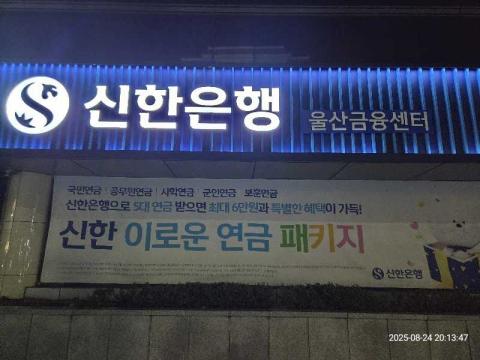 신한은행
울산금융센터
국민연금 | 공무원연금 | 사학연금 | 군인연금 | 보훈연금
신한은행으로 5대 연금 받으면 최대 6만원과 특별한 혜택이 가득!
신한 이로운 연금 패키지
신한은행
2025-08-24 20:13:47